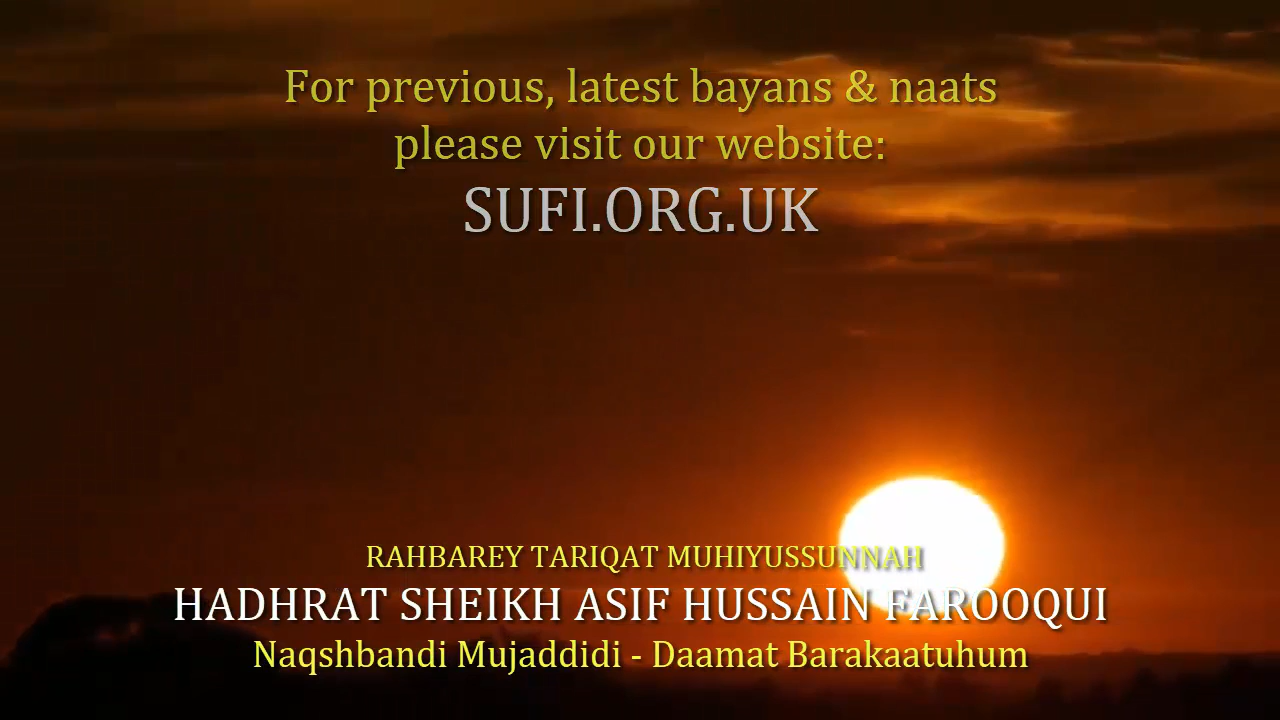 For previous, latest bayans & naats
please visit our website:
SUFI.ORG.UK
RAHBAREY TARIQAT MUHIYUSSUNNAH
HADHRAT SHEIKH ASIF HUSSAIN FAROOQUI
Naqshbandi Mujaddidi - Daamat Barakaatuhum